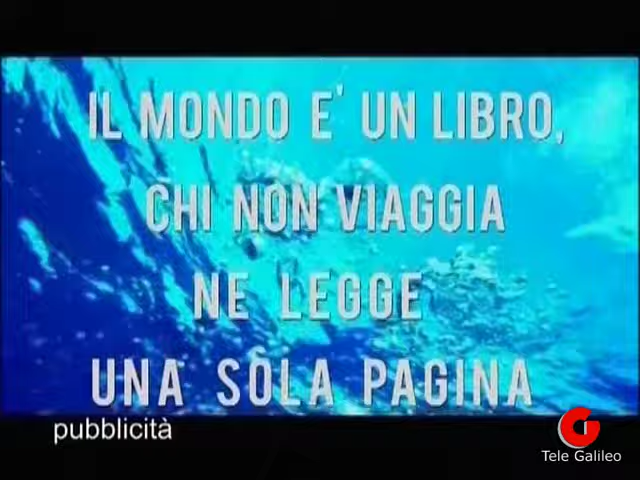 IL MONDO E' UN LIBRO,
CHI NON VIAGGIA
NE LEGGE
UNA SOLA PAGINA
pubblicità
Tele Galileo